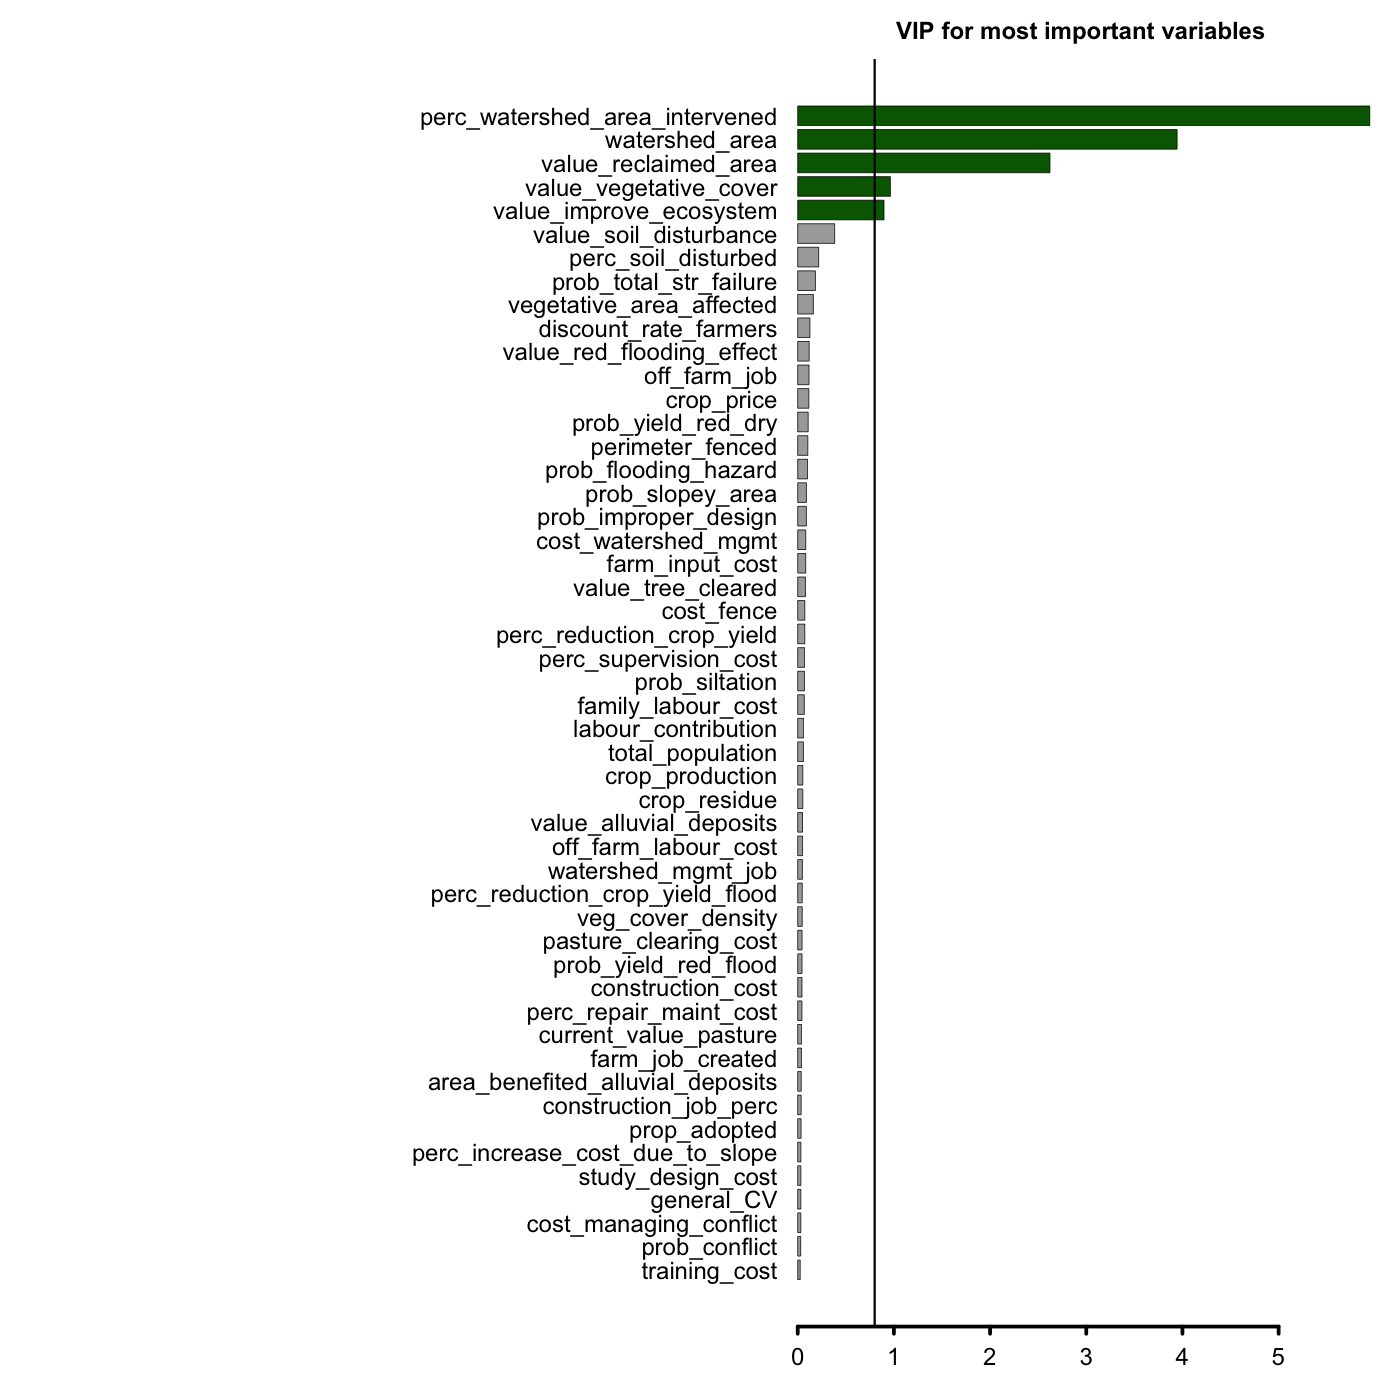 VIP for most important variables
perc_watershed_area_intervened
watershed_area
value_reclaimed_area
value_vegetative_cover
value_improve_ecosystem
value_soil_disturbance
perc_soil_disturbed
prob_total_str_failure
vegetative_area_affected
discount_rate_farmers
value_red_flooding_effect
off_farm_job
crop_price
prob_yield_red_dry
perimeter_fenced
prob_flooding_hazard
prob_slopey_area
prob_improper_design
cost_watershed_mgmt
farm_input_cost
value_tree_cleared
cost_fence
perc_reduction_crop_yield
perc_supervision_cost
prob_siltation
family_labour_cost
labour_contribution
total_population
crop_production
crop_residue
value_alluvial_deposits
off_farm_labour_cost
watershed_mgmt_job
perc_reduction_crop_yield_flood
veg_cover_density
pasture_clearing_cost
prob_yield_red_flood
construction_cost
perc_repair_maint_cost
current_value_pasture
farm_job_created
area_benefited_alluvial_deposits
construction_job_perc
prop_adopted
perc_increase_cost_due_to_slope
study_design_cost
general_CV
cost_managing_conflict
prob_conflict
training_cost
0 1 2 3 4 5